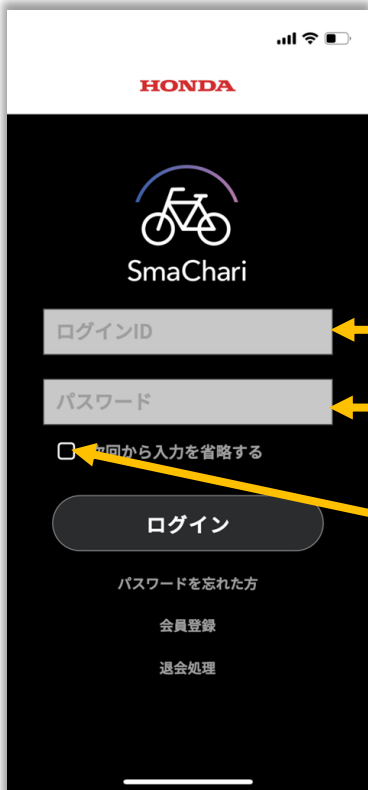 HONDA
SmaChari
ログインID
パスワード
回から入力を省略する
ログイン
パスワードを忘れた方
会員登録
退会処理